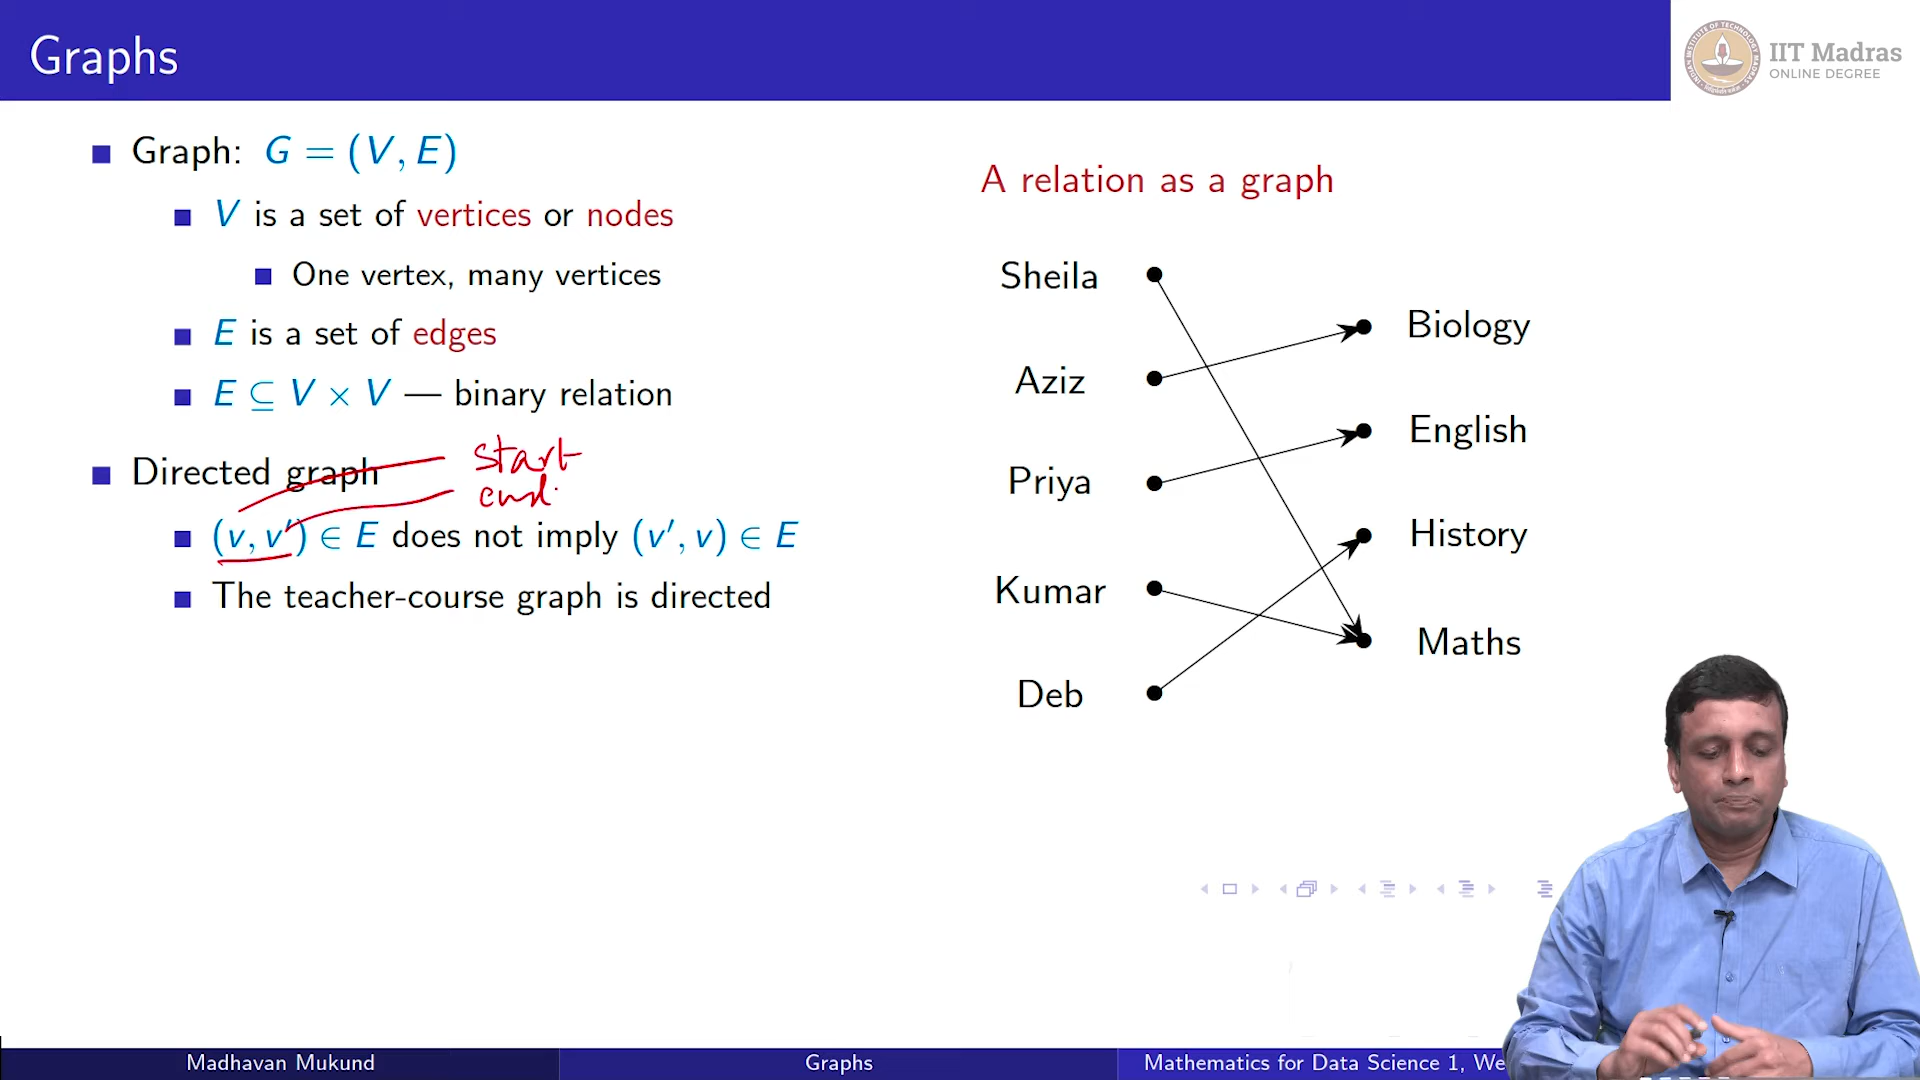 Graphs
IIT Madras
ONLINE DEGREE
Graph: G = (V, E)
V is a set of vertices or nodes
One vertex, many vertices
E is a set of edges
E ⊆ V × V — binary relation
Directed graph
start
end
(v, v′) ∈ E does not imply (v′, v) ∈ E
The teacher-course graph is directed
A relation as a graph
Sheila
Aziz
Priya
Kumar
Deb
Biology
English
History
Maths
Madhavan Mukund
Graphs
Mathematics for Data Science 1, We